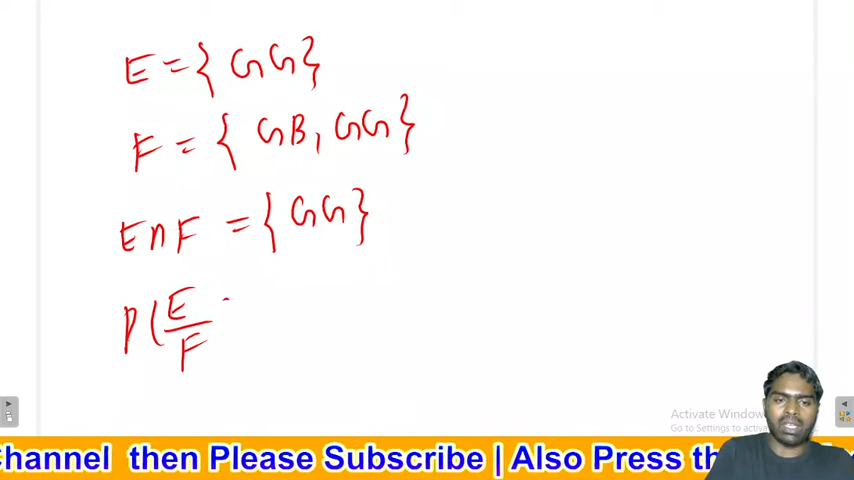 E = { GG }
F = { GB, GG }
E ∩ F = { GG }
P( E/F
Activate Window
Go to Settings to activa
Channel then Please Subscribe | Also Press th